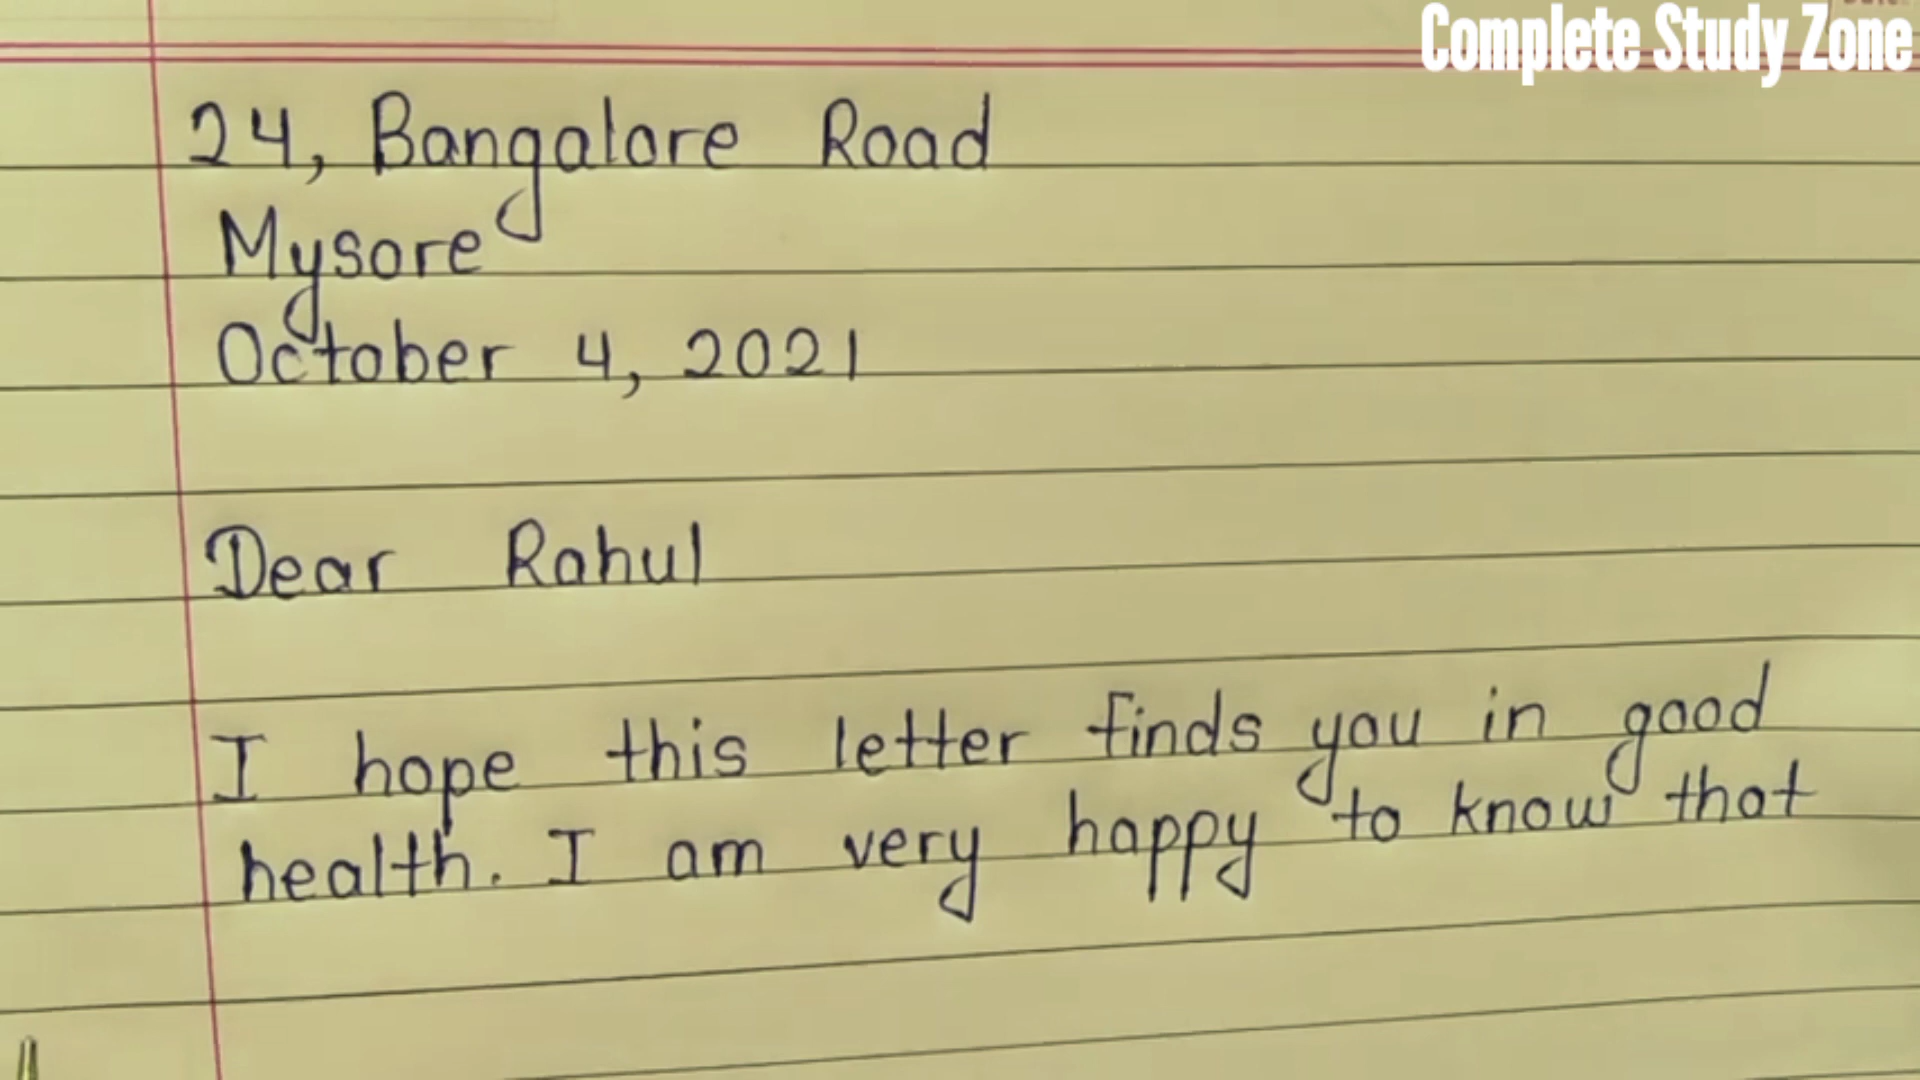 Complete Study Zone
24, Bangalore Road
Mysore
October 4, 2021
Dear Rahul
I hope this letter finds you in good
health. I am very happy to know that